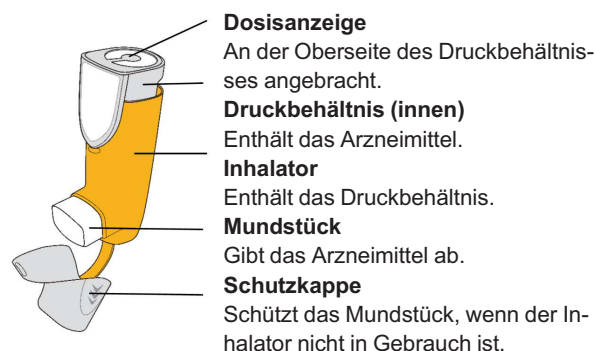 Dosisanzeige
An der Oberseite des Druckbehältnis-
ses angebracht.
Druckbehältnis (innen)
Enthält das Arzneimittel.
Inhalator
Enthält das Druckbehältnis.
Mundstück
Gibt das Arzneimittel ab.
Schutzkappe
Schützt das Mundstück, wenn der In-
halator nicht in Gebrauch ist.